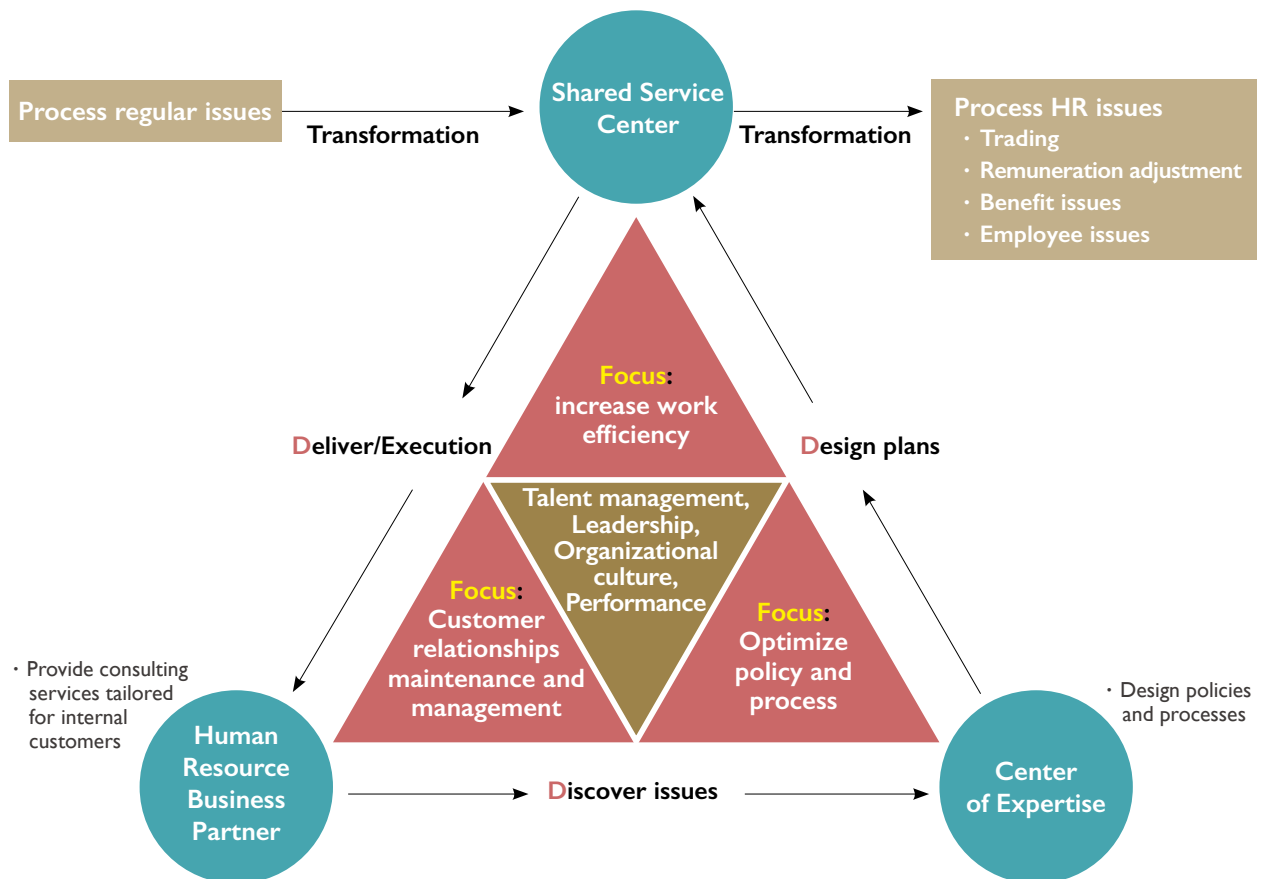 Shared Service
Center
Process regular issues
Transformation
Transformation
Process HR issues
· Trading
· Remuneration adjustment
· Benefit issues
· Employee issues
Focus:
increase work
efficiency
Deliver/Execution
Design plans
Talent management,
Leadership,
Organizational
culture,
Performance
Focus:
Customer
relationships
maintenance and
management
Focus:
Optimize
policy and
process
· Provide consulting
services tailored
for internal
customers
· Design policies
and processes
Human
Resource
Business
Partner
Discover issues
Center
of Expertise